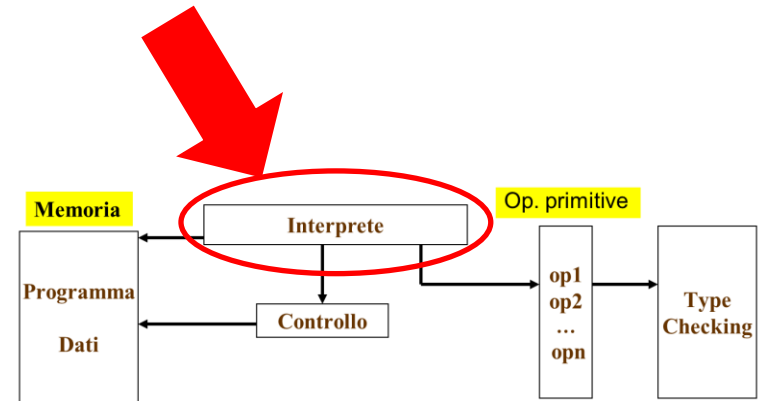 Memoria
Interprete
Op. primitive
Programma
Dati
Controllo
op1
op2
...
opn
Type
Checking